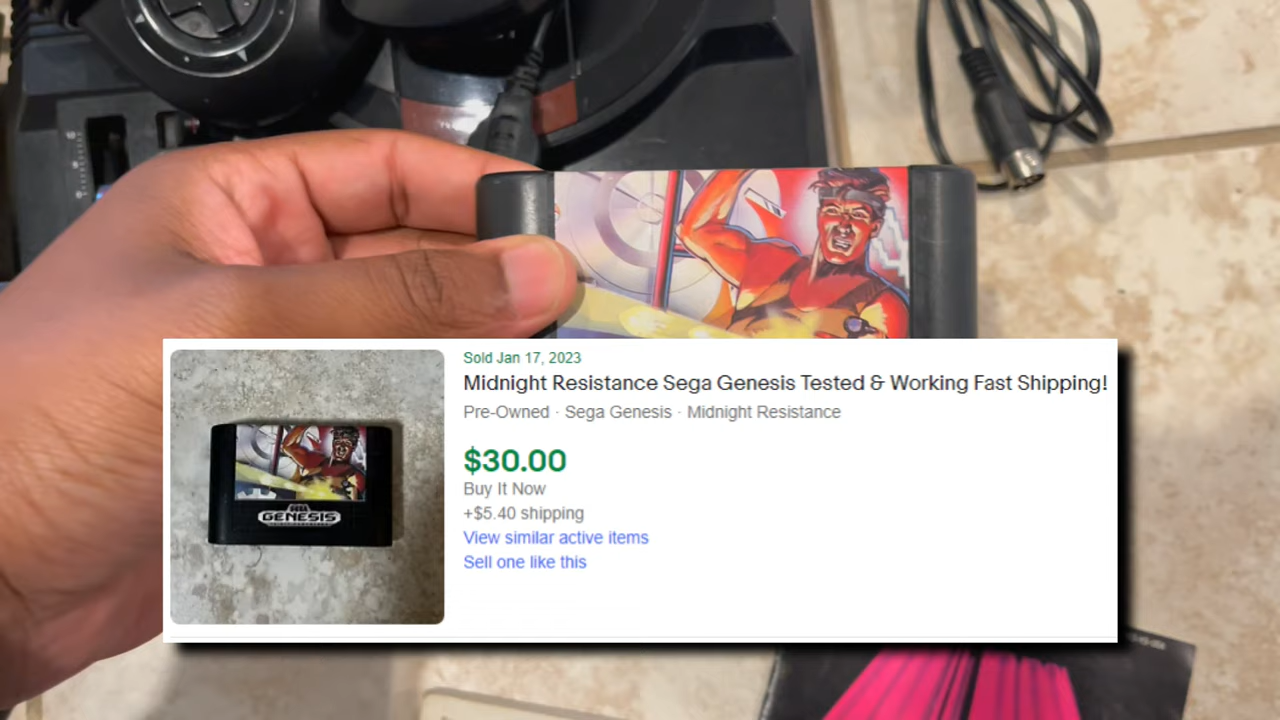 Sold Jan 17, 2023
Midnight Resistance Sega Genesis Tested & Working Fast Shipping!
Pre-Owned · Sega Genesis · Midnight Resistance
$30.00
Buy It Now
+$5.40 shipping
View similar active items
Sell one like this
SEGA
GENESIS